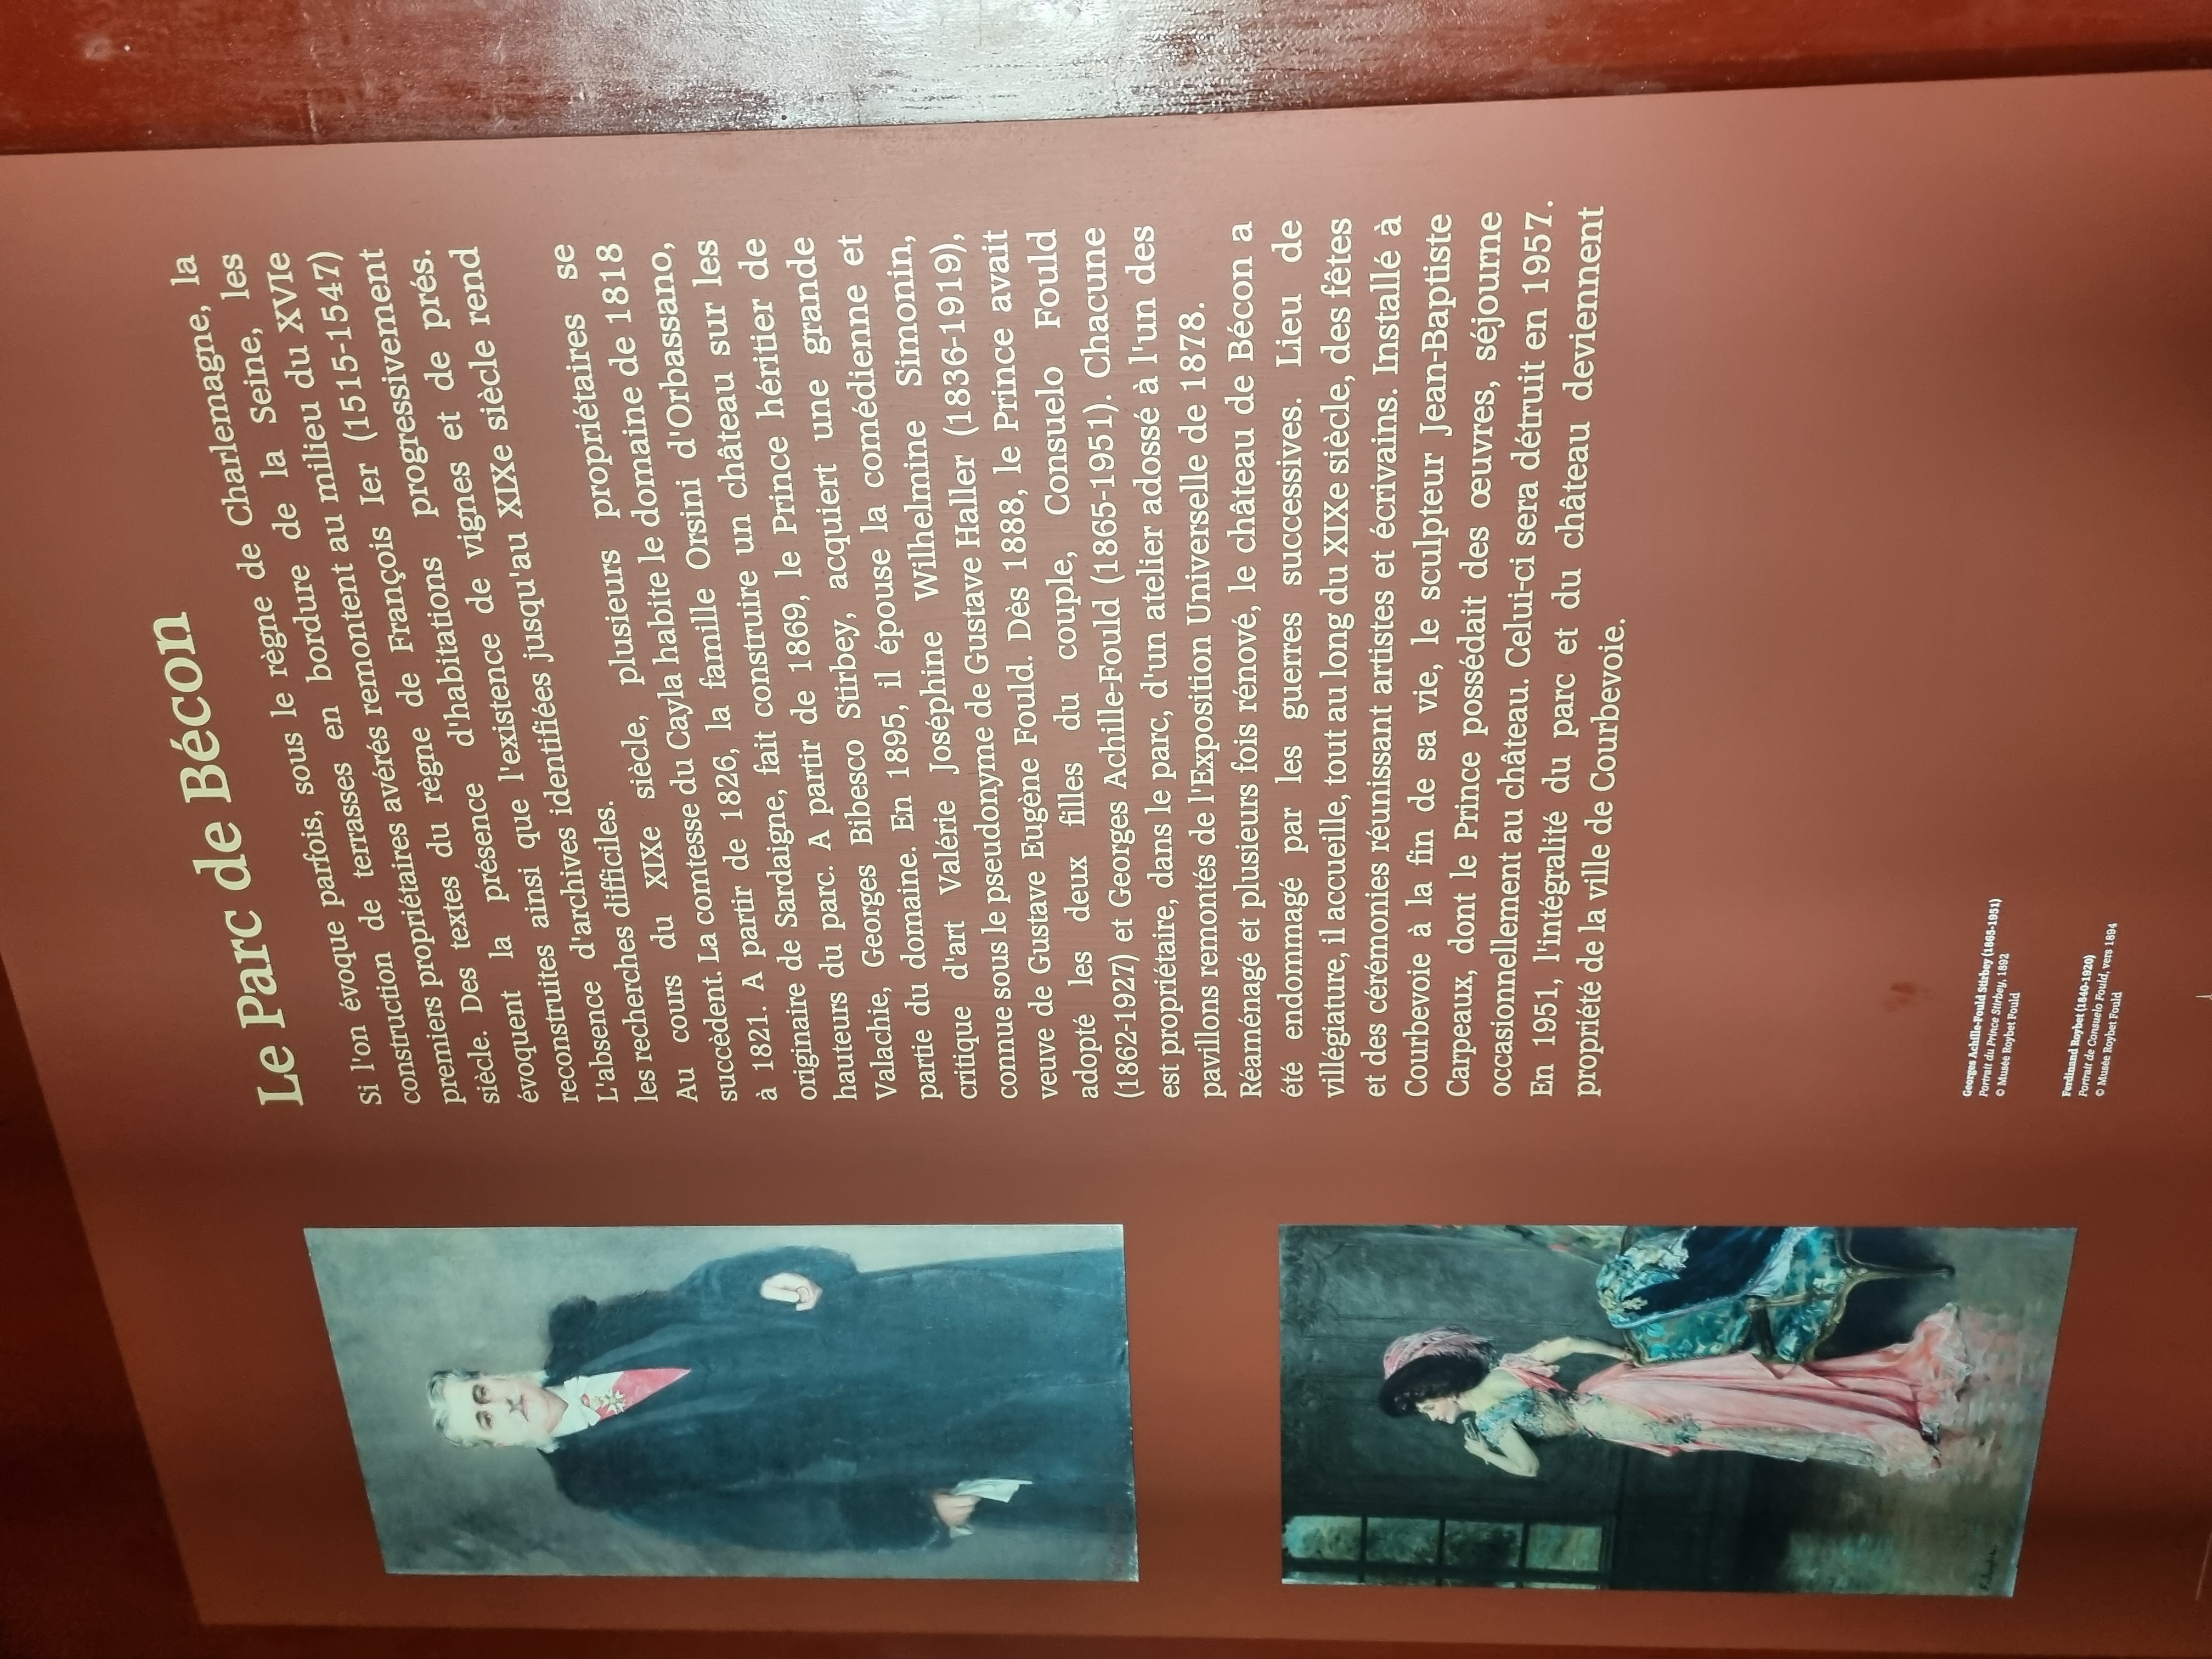 Le Parc de Bécon
Si l'on évoque parfois, sous le règne de Charlemagne, la
construction de terrasses en bordure de la Seine, les
premiers propriétaires avérés remontent au milieu du XVIe
siècle. Des textes du règne de François Ier (1515-1547)
évoquent la présence d'habitations progressivement
reconstruites ainsi que l'existence de vignes et de prés.
L'absence d'archives identifiées jusqu'au XIXe siècle rend
les recherches difficiles.
Au cours du XIXe siècle, plusieurs propriétaires se
succèdent. La comtesse du Cayla habite le domaine de 1818
à 1821. A partir de 1826, la famille Orsini d'Orbassano,
originaire de Sardaigne, fait construire un château sur les
hauteurs du parc. A partir de 1869, le Prince héritier de
Valachie, Georges Bibesco Stirbey, acquiert une grande
partie du domaine. En 1895, il épouse la comédienne et
critique d'art Valérie Joséphine Wilhelmine Simonin,
connue sous le pseudonyme de Gustave Haller (1836-1919),
veuve de Gustave Eugène Fould. Dès 1888, le Prince avait
adopté les deux filles du couple, Consuelo Fould
(1862-1927) et Georges Achille-Fould (1865-1951). Chacune
est propriétaire, dans le parc, d'un atelier adossé à l'un des
pavillons remontés de l'Exposition Universelle de 1878.
Réaménagé et plusieurs fois rénové, le château de Bécon a
été endommagé par les guerres successives. Lieu de
villégiature, il accueille, tout au long du XIXe siècle, des fêtes
et des cérémonies réunissant artistes et écrivains. Installé à
Courbevoie à la fin de sa vie, le sculpteur Jean-Baptiste
Carpeaux, dont le Prince possédait des œuvres, séjourne
occasionnellement au château. Celui-ci sera détruit en 1957.
En 1951, l'intégralité du parc et du château deviennent
propriété de la ville de Courbevoie.
Georges Achille-Fould Stirbey (1865-1951)
Portrait du Prince Stirbey, 1892
© Musée Roybet Fould
Ferdinand Roybet (1840-1920)
Portrait de Consuelo Fould, vers 1894
© Musée Roybet Fould